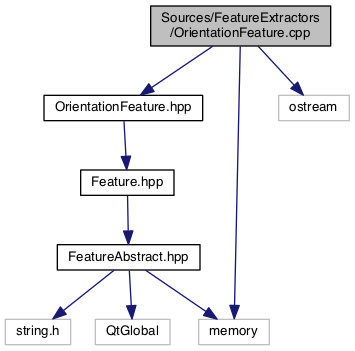 Sources/FeatureExtractors
/OrientationFeature.cpp
OrientationFeature.hpp
ostream
Feature.hpp
FeatureAbstract.hpp
string.h
QtGlobal
memory